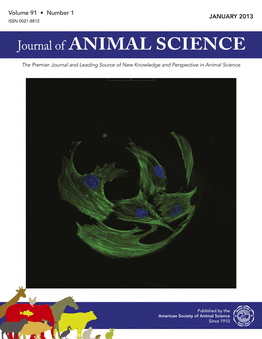 Volume 91 • Number 1
ISSN 0021-8812
JANUARY 2013
Journal of ANIMAL SCIENCE
The Premier Journal and Leading Source of New Knowledge and Perspective in Animal Science
Published by the
American Society of Animal Science
Since 1910